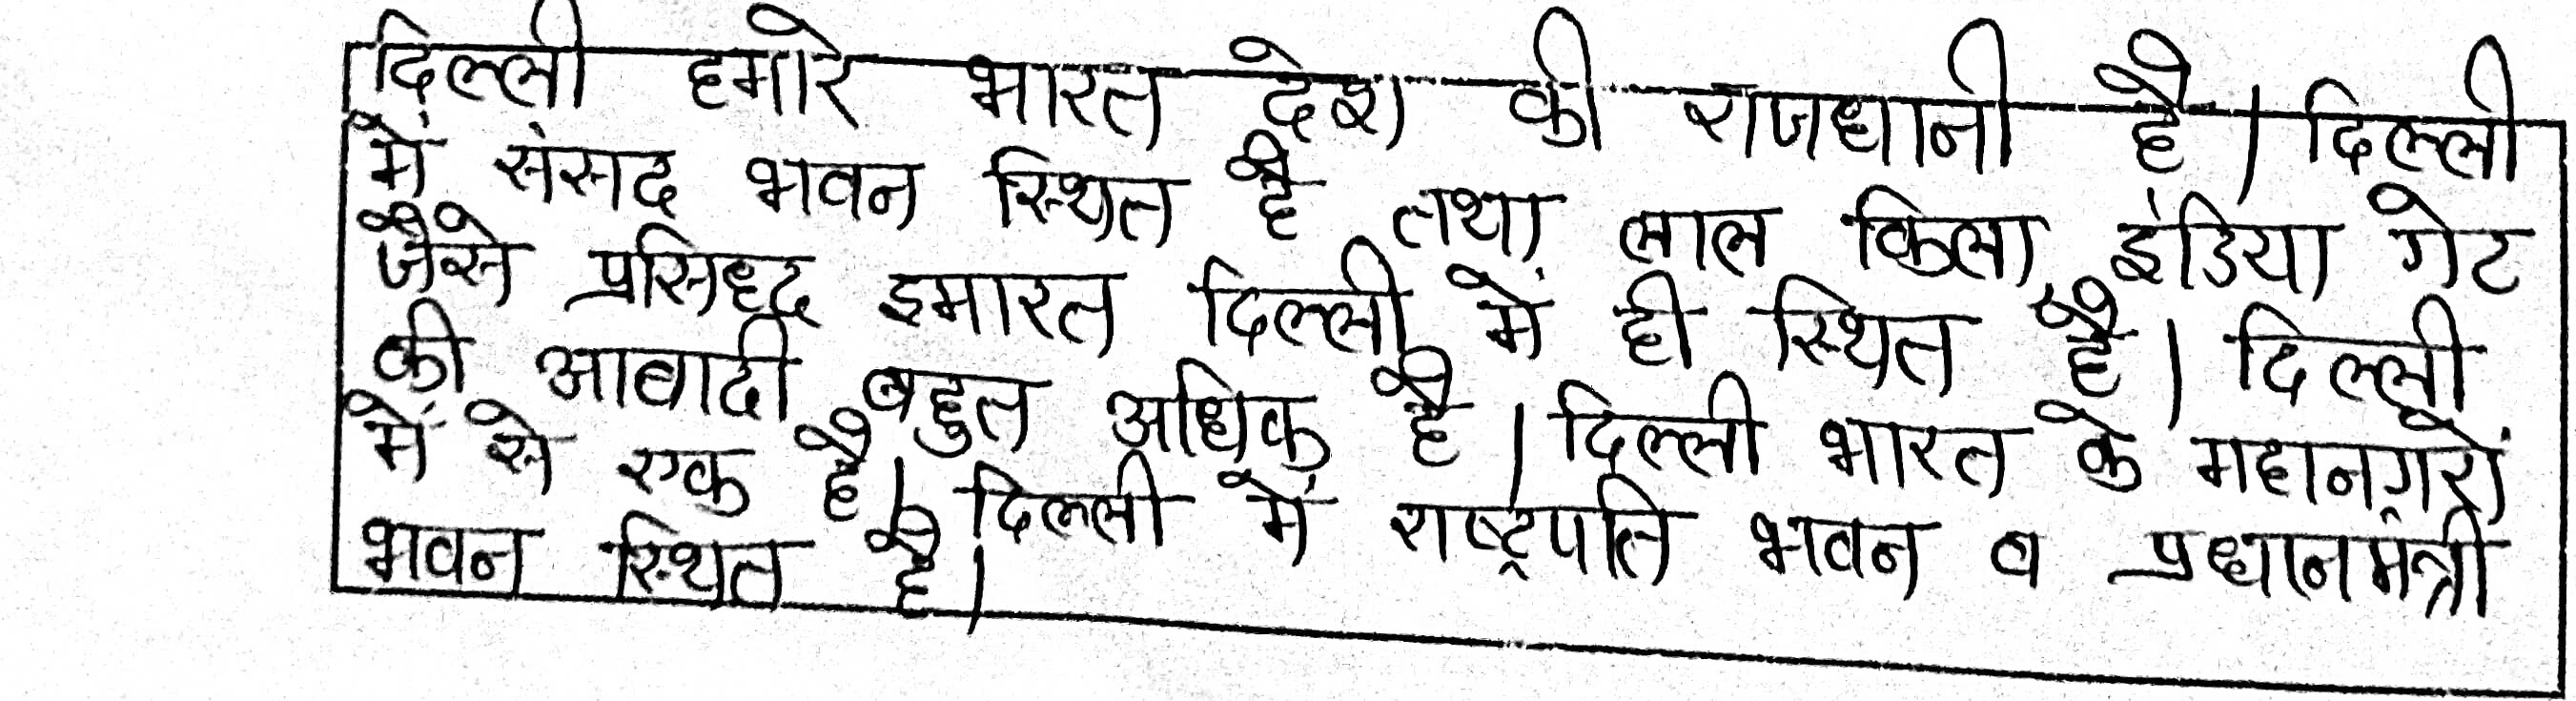 दिल्ली हमारे भारत देश की राजधानी है। दिल्ली
में संसद भवन स्थित है तथा लाल किला, इंडिया गेट
जैसे प्रसिद्ध इमारत दिल्ली में ही स्थित है। दिल्ली
की आबादी बहुत अधिक है। दिल्ली भारत के महानगरों
में से एक है। दिल्ली में राष्ट्रपति भवन व प्रधानमंत्री
भवन स्थित है।